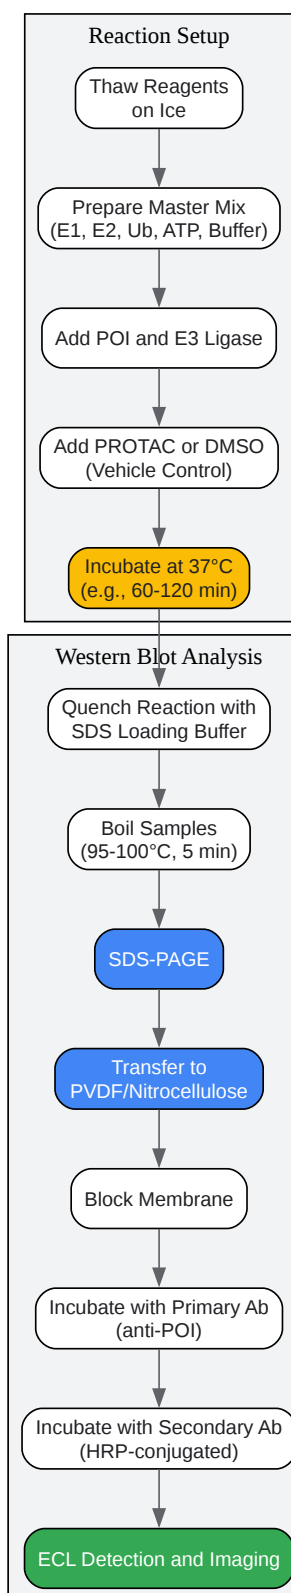 Reaction Setup
Thaw Reagents
on Ice
Prepare Master Mix
(E1, E2, Ub, ATP, Buffer)
Add POI and E3 Ligase
Add PROTAC or DMSO
(Vehicle Control)
Incubate at 37°C
(e.g., 60-120 min)
Western Blot Analysis
Quench Reaction with
SDS Loading Buffer
Boil Samples
(95-100°C, 5 min)
SDS-PAGE
Transfer to
PVDF/Nitrocellulose
Block Membrane
Incubate with Primary Ab
(anti-POI)
Incubate with Secondary Ab
(HRP-conjugated)
ECL Detection and Imaging